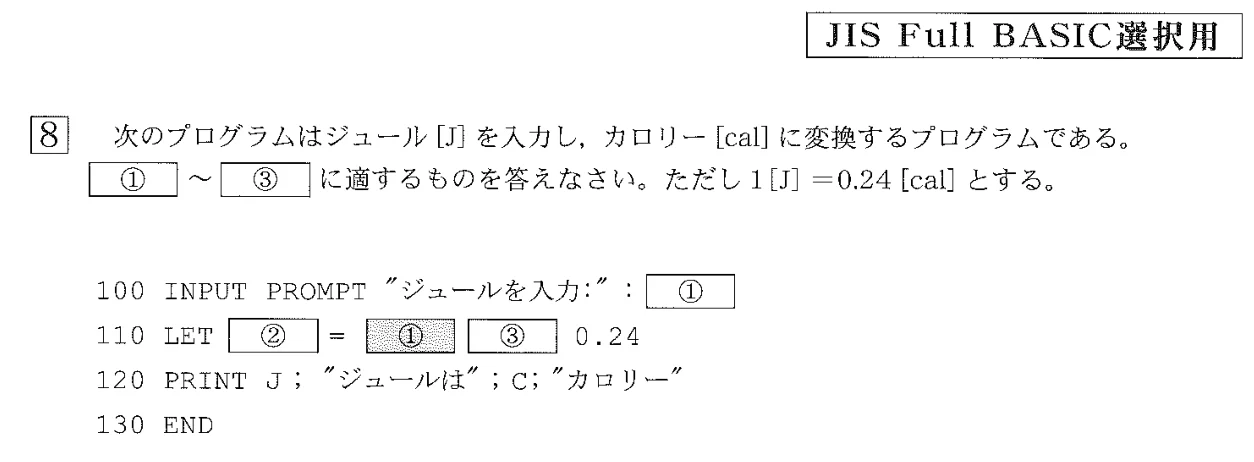 JIS Full BASIC選択用
8 次のプログラムはジュール[J]を入力し，カロリー[cal]に変換するプログラムである。
①～③に適するものを答えなさい。ただし1[J]＝0.24[cal]とする。
100 INPUT PROMPT "ジュールを入力:" : ①
110 LET ② = ① ③ 0.24
120 PRINT J ; "ジュールは" ; C; "カロリー"
130 END